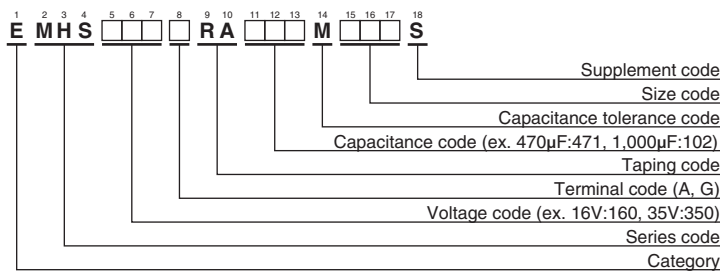 1 2 3 4 5 6 7 8 9 10 11 12 13 14 15 16 17 18
E MHS □□□ □ RA □□□ M □□□ S
Supplement code
Size code
Capacitance tolerance code
Capacitance code (ex. 470µF:471, 1,000µF:102)
Taping code
Terminal code (A, G)
Voltage code (ex. 16V:160, 35V:350)
Series code
Category